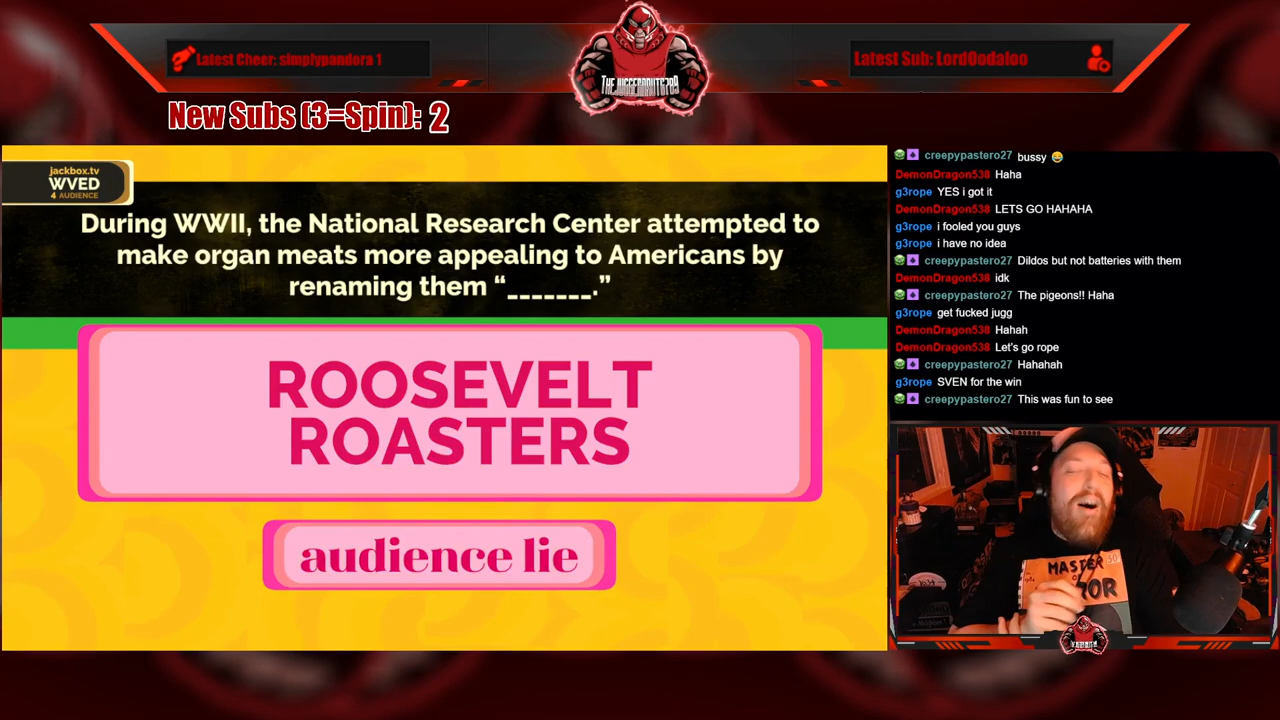 Latest Cheer: simplypandora 1
THEJUGGERNAUT6789
Latest Sub: LordOodaloo
New Subs (3=Spin): 2
jackbox.tv
WVED
4 AUDIENCE
During WWII, the National Research Center attempted to
make organ meats more appealing to Americans by
renaming them “_______.”
ROOSEVELT
ROASTERS
audience lie
creepypastero27 bussy 😂
DemonDragon538 Haha
g3rope YES i got it
DemonDragon538 LETS GO HAHAHA
g3rope i fooled you guys
g3rope i have no idea
creepypastero27 Dildos but not batteries with them
DemonDragon538 idk
creepypastero27 The pigeons!! Haha
g3rope get fucked jugg
DemonDragon538 Hahah
DemonDragon538 Let's go rope
creepypastero27 Hahahah
g3rope SVEN for the win
creepypastero27 This was fun to see
MASTER